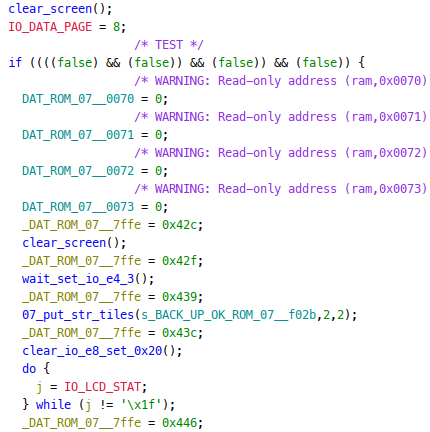 clear_screen();
IO_DATA_PAGE = 8;
/* TEST */
if ((((false) && (false)) && (false)) && (false)) {
/* WARNING: Read-only address (ram,0x0070)
DAT_ROM_07__0070 = 0;
/* WARNING: Read-only address (ram,0x0071)
DAT_ROM_07__0071 = 0;
/* WARNING: Read-only address (ram,0x0072)
DAT_ROM_07__0072 = 0;
/* WARNING: Read-only address (ram,0x0073)
DAT_ROM_07__0073 = 0;
_DAT_ROM_07__7ffe = 0x42c;
clear_screen();
_DAT_ROM_07__7ffe = 0x42f;
wait_set_io_e4_3();
_DAT_ROM_07__7ffe = 0x439;
07_put_str_tiles(s_BACK_UP_OK_ROM_07__f02b,2,2);
_DAT_ROM_07__7ffe = 0x43c;
clear_io_e8_set_0x20();
do {
j = IO_LCD_STAT;
} while (j != '\x1f');
_DAT_ROM_07__7ffe = 0x446;